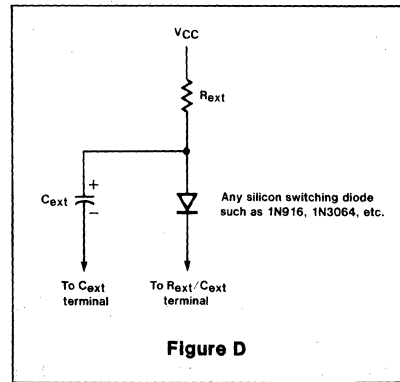 VCC
Rext
Cext
+
−
Any silicon switching diode
such as 1N916, 1N3064, etc.
To Cext
terminal
To Rext/Cext
terminal
Figure D